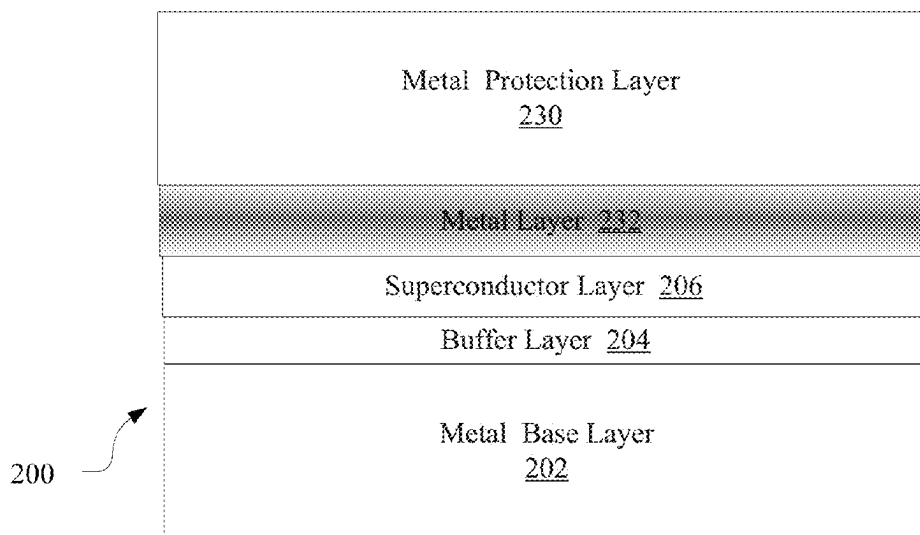 Metal Protection Layer
230
Metal Layer 232
Superconductor Layer 206
Buffer Layer 204
Metal Base Layer
202
200